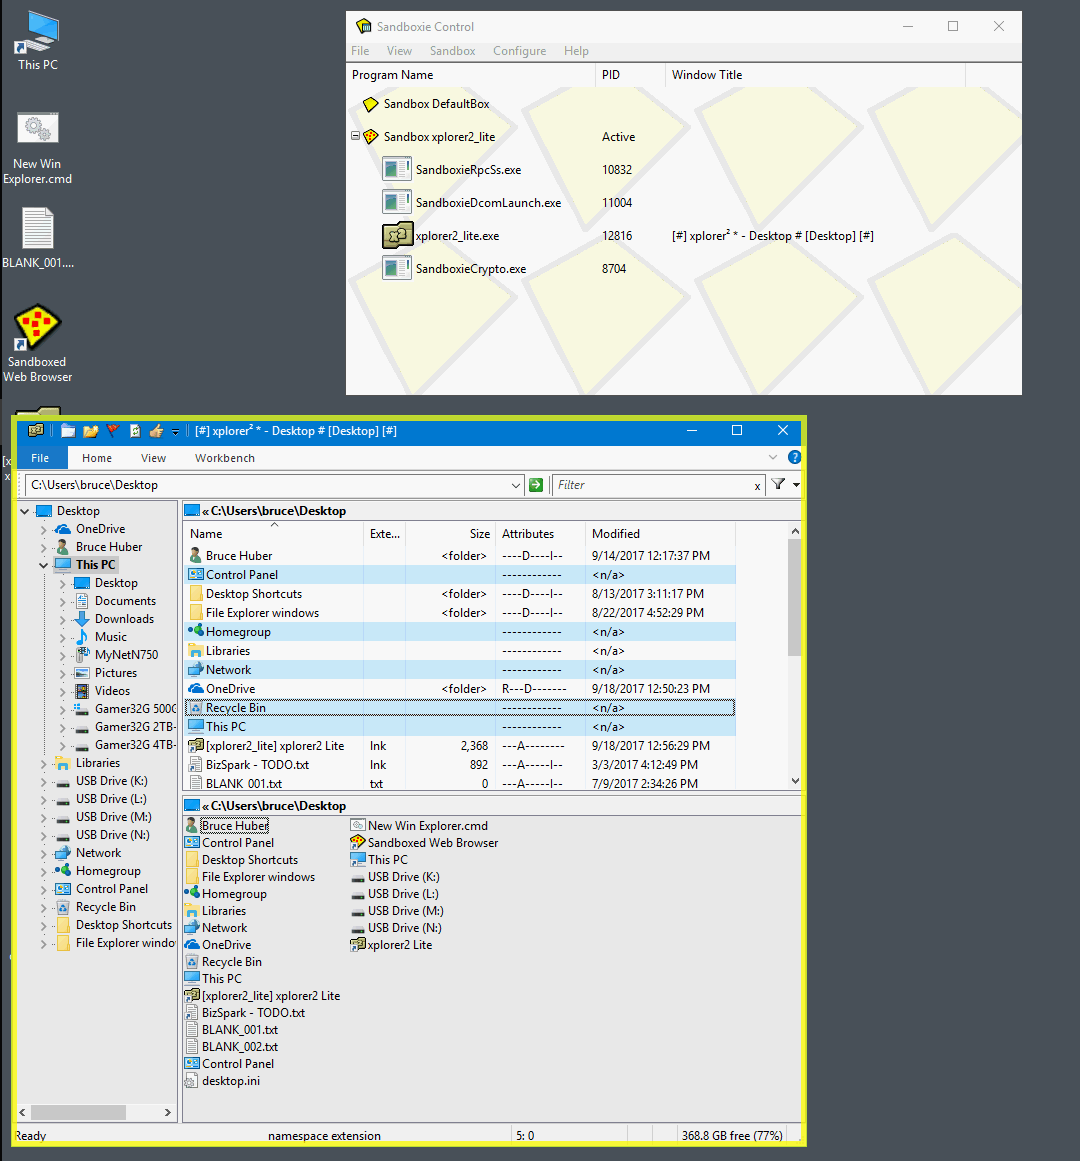 This PC
New Win
Explorer.cmd
BLANK_001....
Sandboxed
Web Browser
Sandboxie Control
File View Sandbox Configure Help
Program Name PID Window Title
Sandbox DefaultBox
Sandbox xplorer2_lite Active
SandboxieRpcSs.exe 10832
SandboxieDcomLaunch.exe 11004
xplorer2_lite.exe 12816 [#] xplorer² * - Desktop # [Desktop] [#]
SandboxieCrypto.exe 8704
[#] xplorer² * - Desktop # [Desktop] [#]
File Home View Workbench
C:\Users\bruce\Desktop Filter x
Desktop
OneDrive
Bruce Huber
This PC
Desktop
Documents
Downloads
Music
MyNetN750
Pictures
Videos
Gamer32G 500G
Gamer32G 2TB-
Gamer32G 4TB-
Libraries
USB Drive (K:)
USB Drive (L:)
USB Drive (M:)
USB Drive (N:)
Network
Homegroup
Control Panel
Recycle Bin
Desktop Shortcuts
File Explorer windo
« C:\Users\bruce\Desktop
Name Exte... Size Attributes Modified
Bruce Huber <folder> ----D----I-- 9/14/2017 12:17:37 PM
Control Panel ------------ <n/a>
Desktop Shortcuts <folder> ----D----I-- 8/13/2017 3:11:17 PM
File Explorer windows <folder> ----D----I-- 8/22/2017 4:52:29 PM
Homegroup ------------ <n/a>
Libraries ------------ <n/a>
Network ------------ <n/a>
OneDrive <folder> R---D------- 9/18/2017 12:50:23 PM
Recycle Bin ------------ <n/a>
This PC ------------ <n/a>
[xplorer2_lite] xplorer2 Lite lnk 2,368 ---A-------- 9/18/2017 12:56:29 PM
BizSpark - TODO.txt lnk 892 ---A-----I-- 3/3/2017 4:12:49 PM
BLANK_001.txt txt 0 ---A-----I-- 7/9/2017 2:34:26 PM
« C:\Users\bruce\Desktop
Bruce Huber New Win Explorer.cmd
Control Panel Sandboxed Web Browser
Desktop Shortcuts This PC
File Explorer windows USB Drive (K:)
Homegroup USB Drive (L:)
Libraries USB Drive (M:)
Network USB Drive (N:)
OneDrive xplorer2 Lite
Recycle Bin
This PC
[xplorer2_lite] xplorer2 Lite
BizSpark - TODO.txt
BLANK_001.txt
BLANK_002.txt
Control Panel
desktop.ini
Ready namespace extension 5: 0 368.8 GB free (77%)